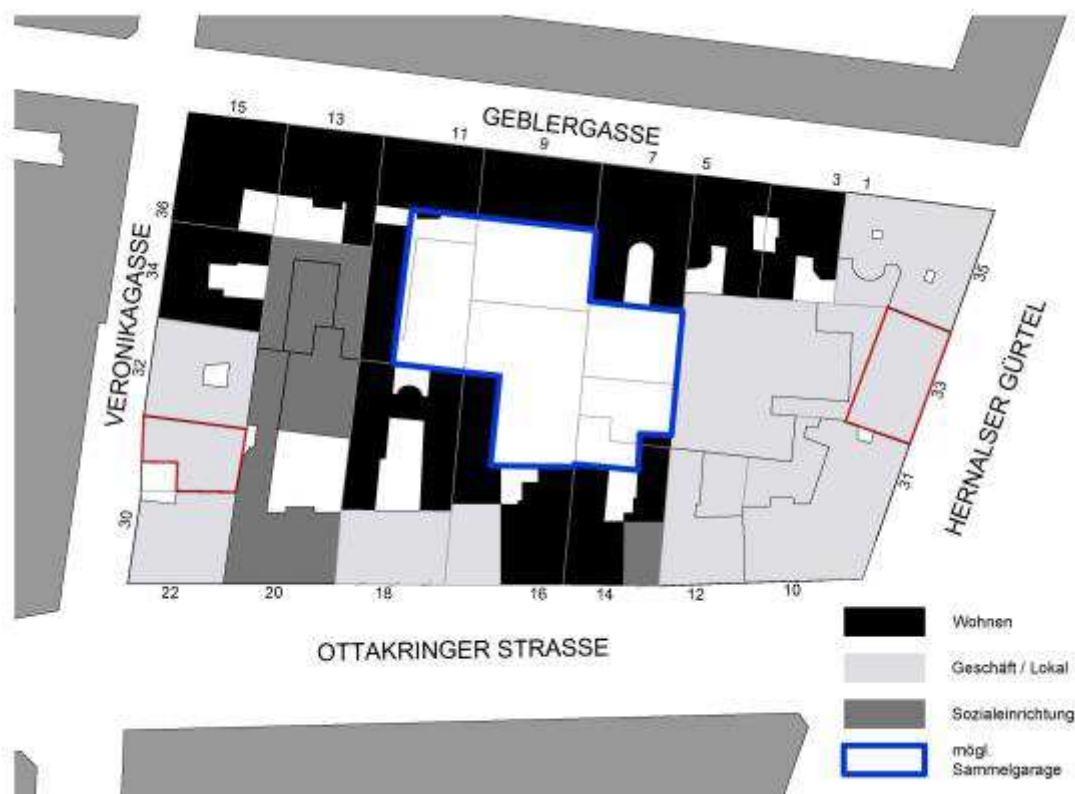 15
13
11
GEBLERGASSE
9
7
5
3
1
36
34
VERONIKAGASSE
32
30
35
33
31
HERNALSER GÜRTEL
22
20
18
16
14
12
10
OTTAKRINGER STRASSE
Wohnen
Geschäft / Lokal
Sozialeinrichtung
mögl.
Sammelgarage